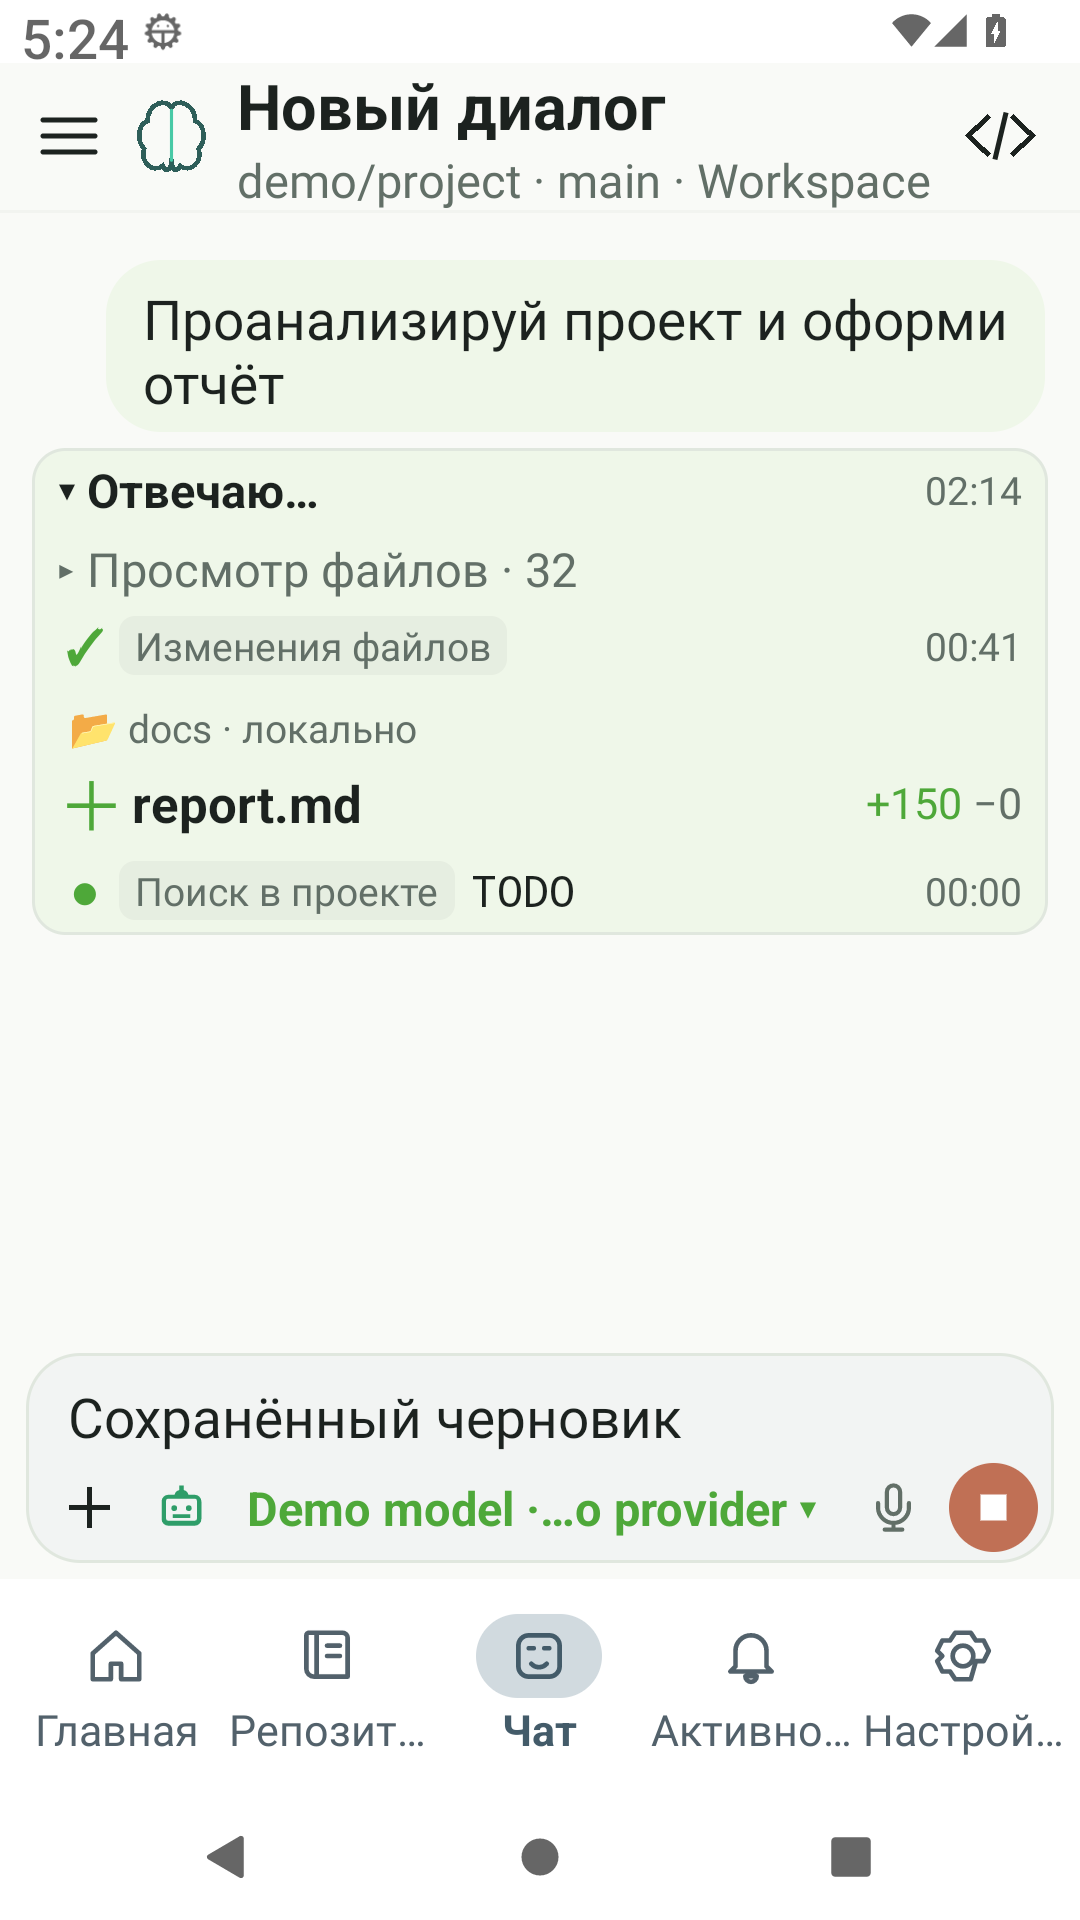 5:24
Новый диалог
demo/project · main · Workspace
Проанализируй проект и оформи
отчёт
▾ Отвечаю… 02:14
▸ Просмотр файлов · 32
✓ Изменения файлов 00:41
docs · локально
+ report.md +150 −0
● Поиск в проекте TODO 00:00
Сохранённый черновик
Demo model ·…o provider ▾
Главная Репозит… Чат Активно… Настрой…